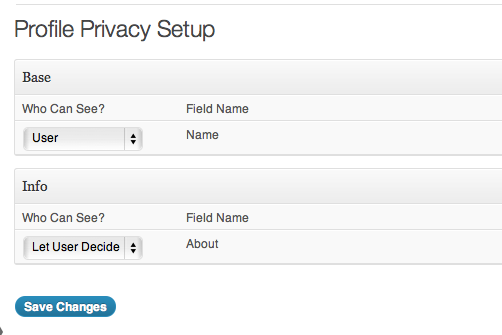 Profile Privacy Setup
Base
Who Can See? Field Name
User Name
Info
Who Can See? Field Name
Let User Decide About
Save Changes